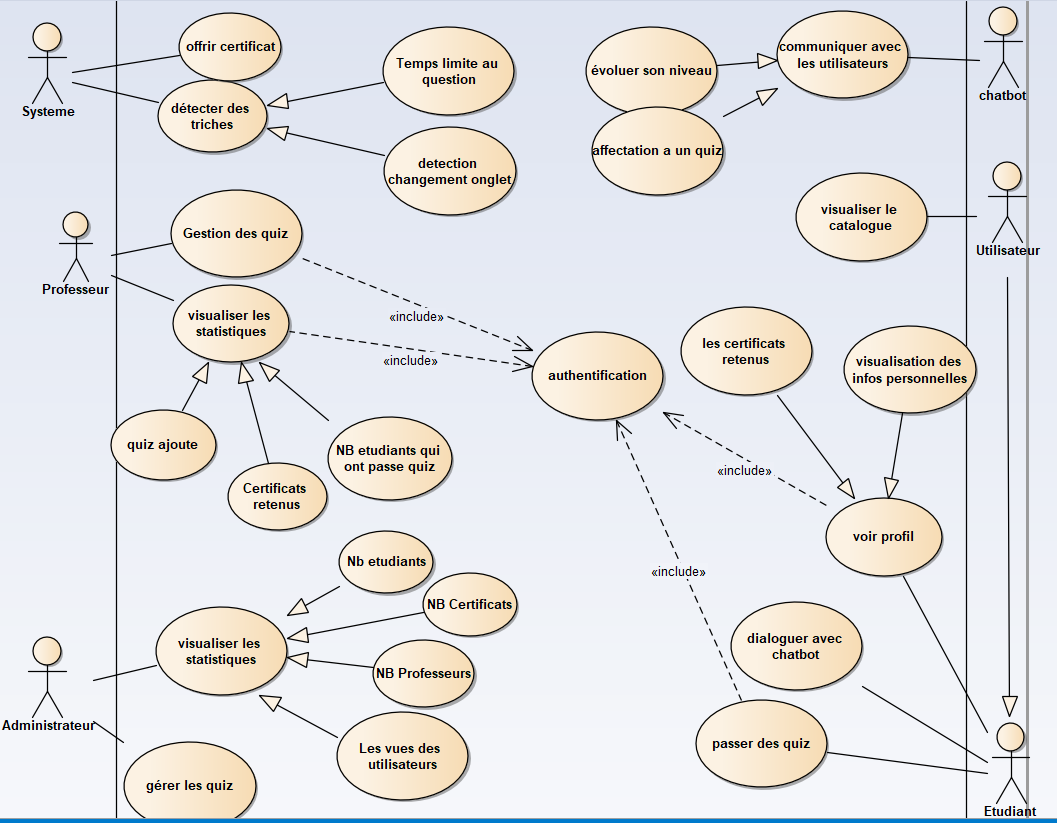 offrir certificat
Systeme
détecter des
triches
Temps limite au
question
detection
changement onglet
évoluer son niveau
affectation a un quiz
communiquer avec
les utilisateurs
chatbot
visualiser le
catalogue
Utilisateur
Professeur
Gestion des quiz
visualiser les
statistiques
«include»
«include»
authentification
quiz ajoute
Certificats
retenus
NB etudiants qui
ont passe quiz
les certificats
retenus
visualisation des
infos personnelles
«include»
voir profil
«include»
Nb etudiants
NB Certificats
NB Professeurs
visualiser les
statistiques
Les vues des
utilisateurs
Administrateur
gérer les quiz
dialoguer avec
chatbot
passer des quiz
Etudiant